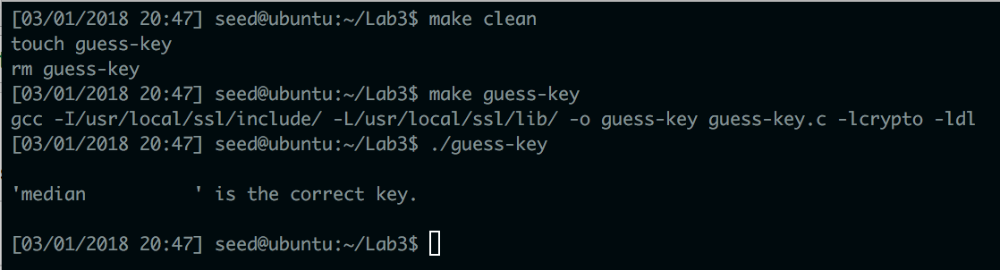 [03/01/2018 20:47] seed@ubuntu:~/Lab3$ make clean
touch guess-key
rm guess-key
[03/01/2018 20:47] seed@ubuntu:~/Lab3$ make guess-key
gcc -I/usr/local/ssl/include/ -L/usr/local/ssl/lib/ -o guess-key guess-key.c -lcrypto -ldl
[03/01/2018 20:47] seed@ubuntu:~/Lab3$ ./guess-key
'median          ' is the correct key.
[03/01/2018 20:47] seed@ubuntu:~/Lab3$